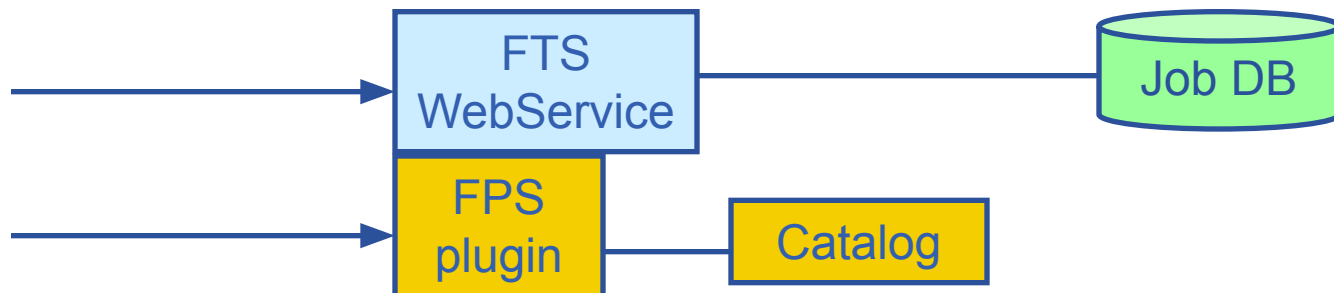 FTS
WebService
Job DB
FPS
plugin
Catalog